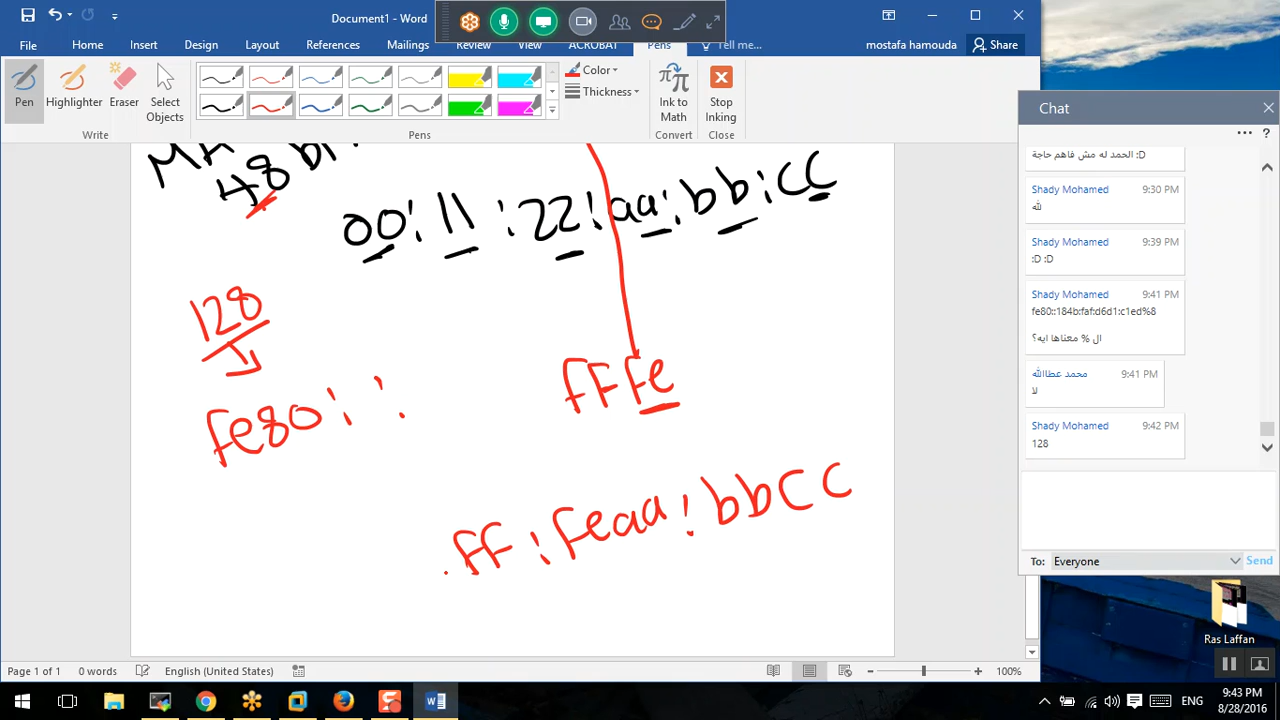 Document1 - Word
File Home Insert Design Layout References Mailings Review ACROBAT Pens Tell me...
mostafa hamouda Share
Pen
Highlighter
Eraser
Select Objects
Color
Thickness
Ink to Math
Stop Inking
Write Pens Convert Close
48
00:11:22:aa:bb:CC
128
fe80::
fffe
ff:feaa:bbCC
Chat
الحمد له مش فاهم حاجة :D
Shady Mohamed 9:30 PM
لله
Shady Mohamed 9:39 PM
:D :D
Shady Mohamed 9:41 PM
fe80::184b:faf:d6d1:c1ed%8
ال % معناها ايه؟
محمد عطاالله 9:41 PM
لا
Shady Mohamed 9:42 PM
128
To: Everyone Send
Ras Laffan
Page 1 of 1 0 words English (United States) 100%
ENG 9:43 PM
8/28/2016